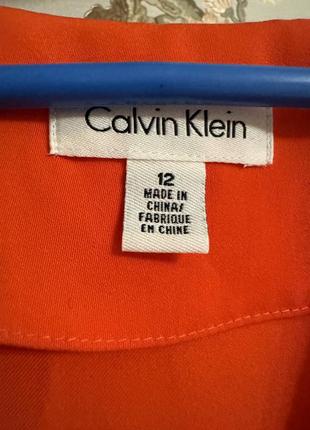 Calvin Klein
12
MADE IN
CHINA/
FABRIQUE
EN CHINE